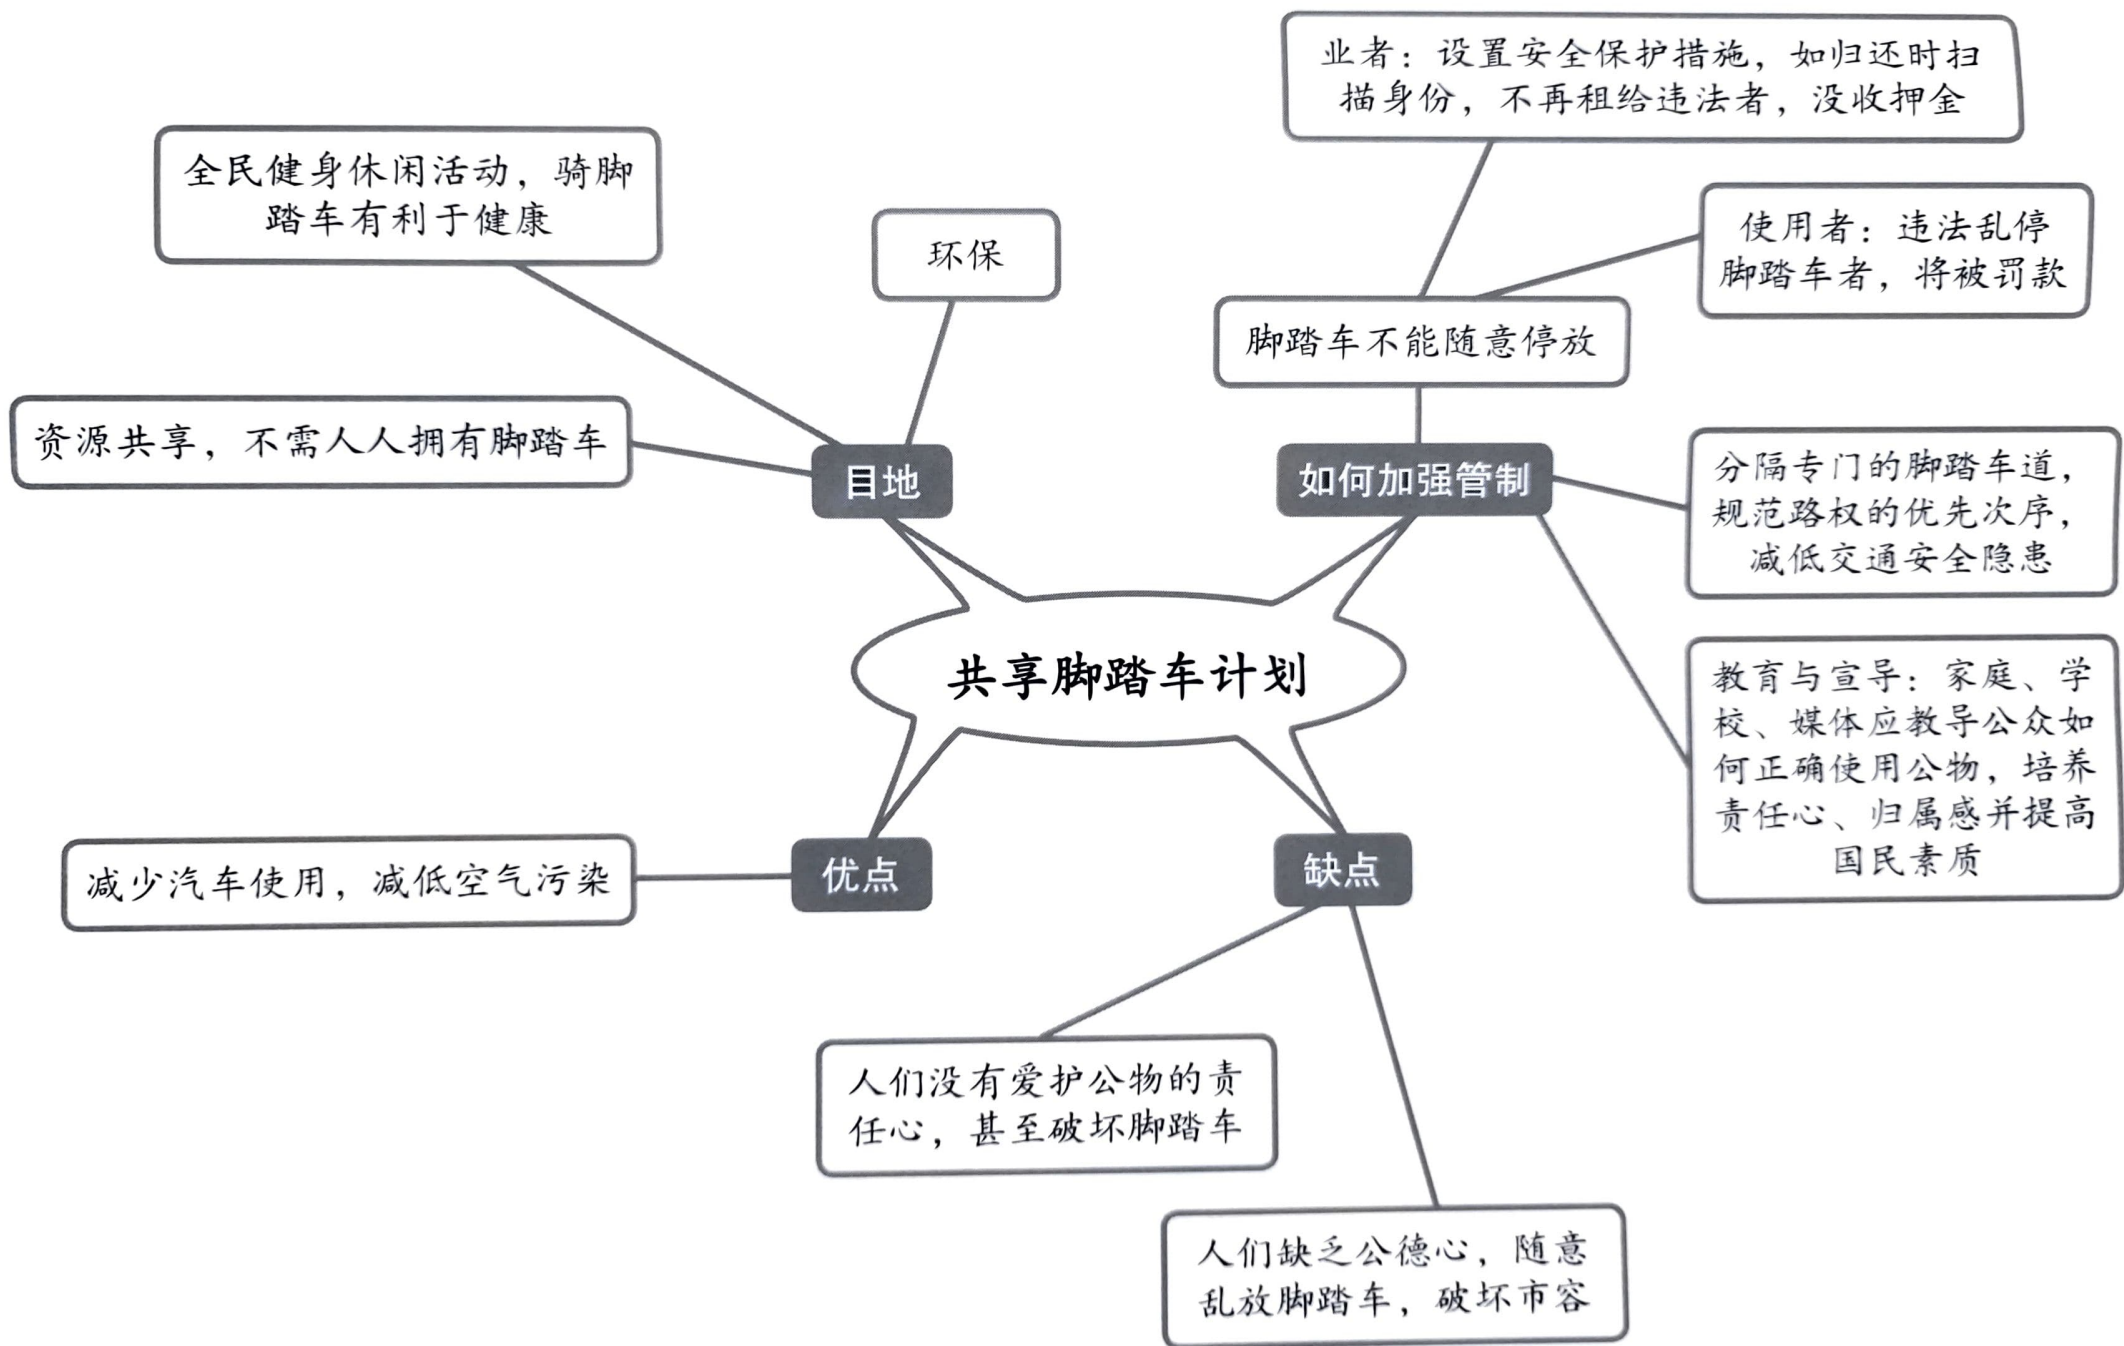 业者：设置安全保护措施，如归还时扫
描身份，不再租给违法者，没收押金
全民健身休闲活动，骑脚
踏车有利于健康
环保
使用者：违法乱停
脚踏车者，将被罚款
脚踏车不能随意停放
资源共享，不需人人拥有脚踏车
目地
如何加强管制
分隔专门的脚踏车道，
规范路权的优先次序，
减低交通安全隐患
共享脚踏车计划
教育与宣导：家庭、学
校、媒体应教导公众如
何正确使用公物，培养
责任心、归属感并提高
国民素质
减少汽车使用，减低空气污染
优点
缺点
人们没有爱护公物的责
任心，甚至破坏脚踏车
人们缺乏公德心，随意
乱放脚踏车，破坏市容